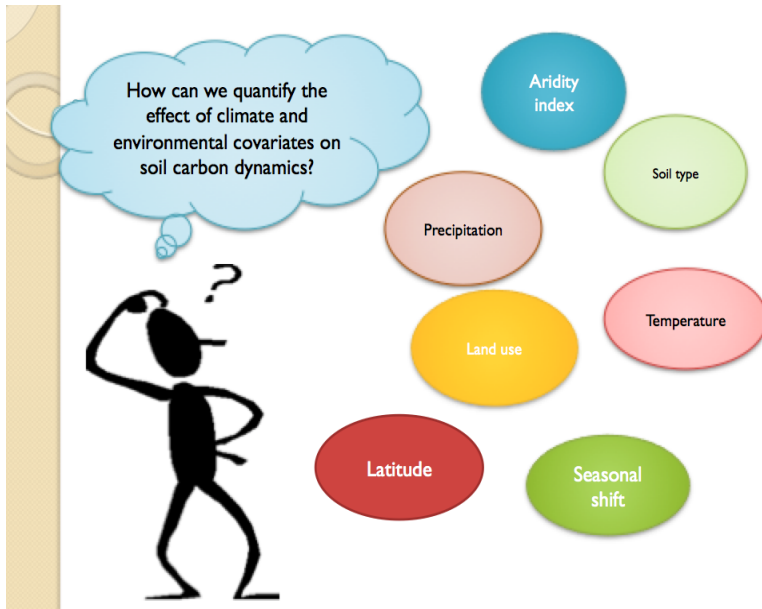 How can we quantify the
effect of climate and
environmental covariates on
soil carbon dynamics?
?
Aridity
index
Soil type
Precipitation
Temperature
Land use
Latitude
Seasonal
shift